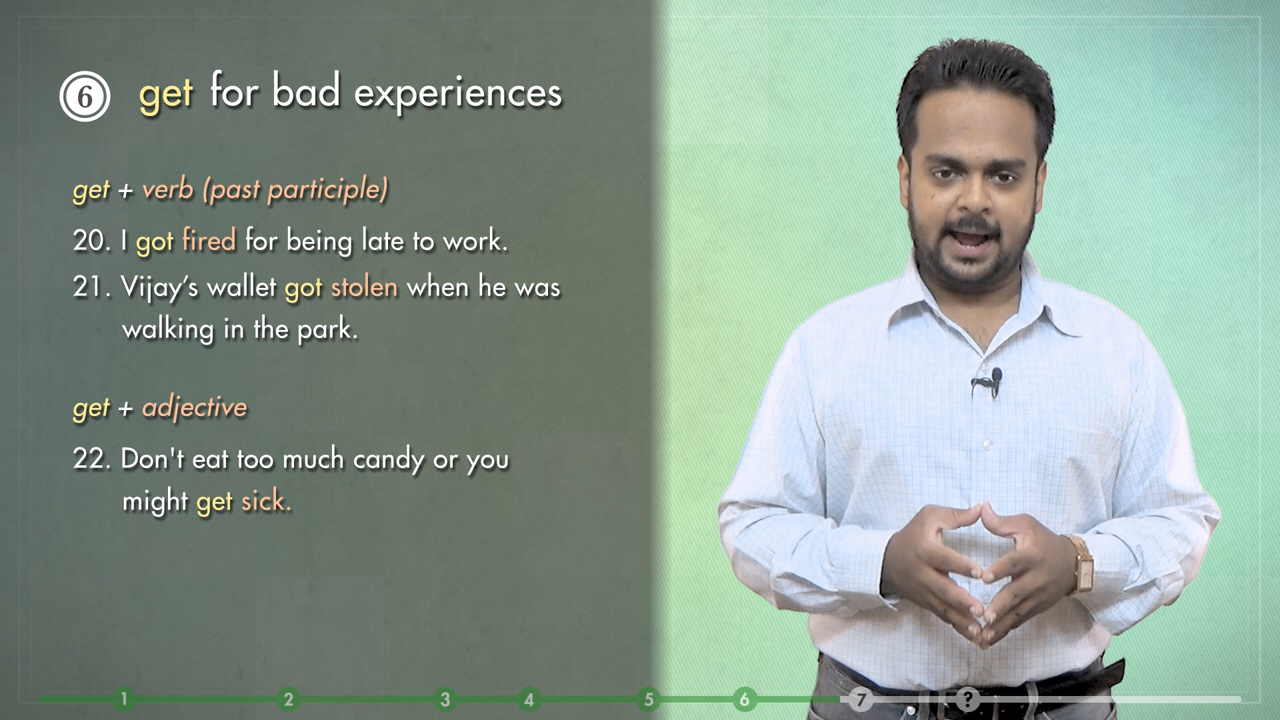 6 get for bad experiences
get + verb (past participle)
20. I got fired for being late to work.
21. Vijay’s wallet got stolen when he was
walking in the park.
get + adjective
22. Don't eat too much candy or you
might get sick.
1 2 3 4 5 6 7 ?